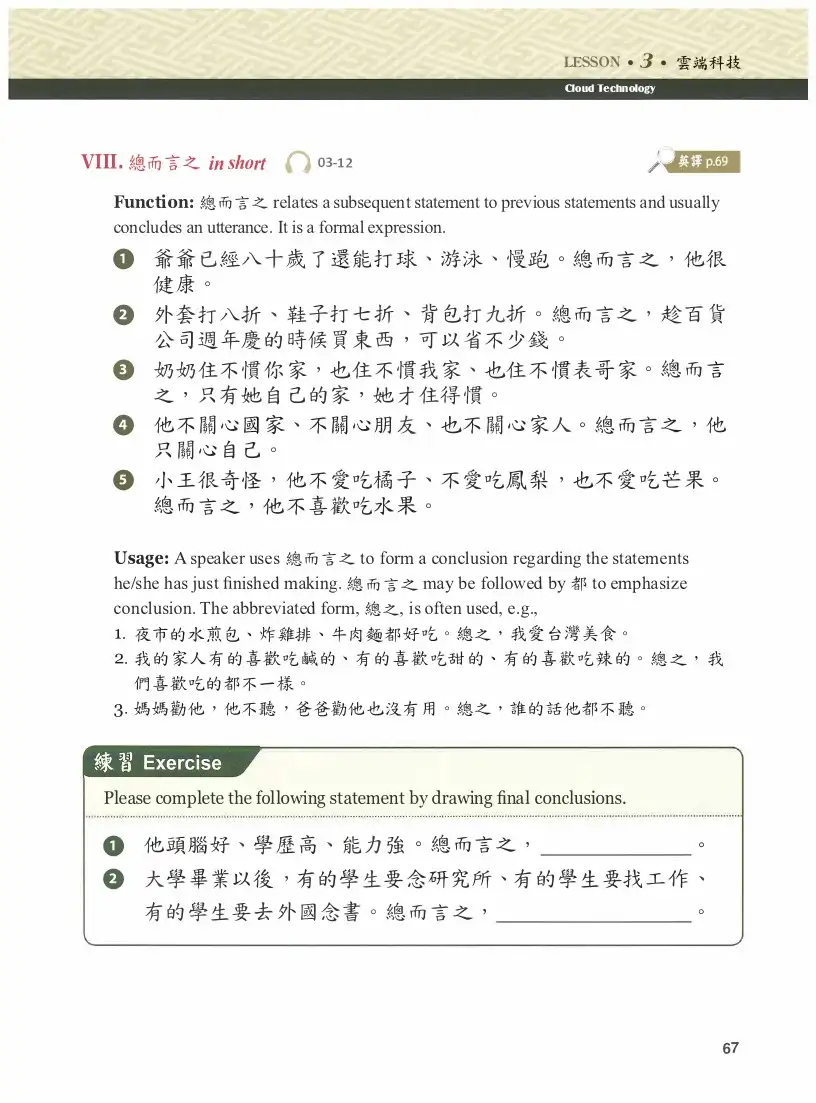 LESSON • 3 • 雲端科技
Cloud Technology
VIII. 總而言之 in short 03-12 英譯 p.69
Function: 總而言之 relates a subsequent statement to previous statements and usually
concludes an utterance. It is a formal expression.
1 爺爺已經八十歲了還能打球、游泳、慢跑。總而言之，他很
健康。
2 外套打八折、鞋子打七折、背包打九折。總而言之，趁百貨
公司週年慶的時候買東西，可以省不少錢。
3 奶奶住不慣你家，也住不慣我家、也住不慣表哥家。總而言
之，只有她自己的家，她才住得慣。
4 他不關心國家、不關心朋友、也不關心家人。總而言之，他
只關心自己。
5 小王很奇怪，他不愛吃橘子、不愛吃鳳梨，也不愛吃芒果。
總而言之，他不喜歡吃水果。
Usage: A speaker uses 總而言之 to form a conclusion regarding the statements
he/she has just finished making. 總而言之 may be followed by 都 to emphasize
conclusion. The abbreviated form, 總之, is often used, e.g.,
1. 夜市的水煎包、炸雞排、牛肉麵都好吃。總之，我愛台灣美食。
2. 我的家人有的喜歡吃鹹的、有的喜歡吃甜的、有的喜歡吃辣的。總之，我
們喜歡吃的都不一樣。
3. 媽媽勸他，他不聽，爸爸勸他也沒有用。總之，誰的話他都不聽。
練習 Exercise
Please complete the following statement by drawing final conclusions.
1 他頭腦好、學歷高、能力強。總而言之，＿＿＿＿＿＿＿。
2 大學畢業以後，有的學生要念研究所、有的學生要找工作、
有的學生要去外國念書。總而言之，＿＿＿＿＿＿＿＿＿。
67